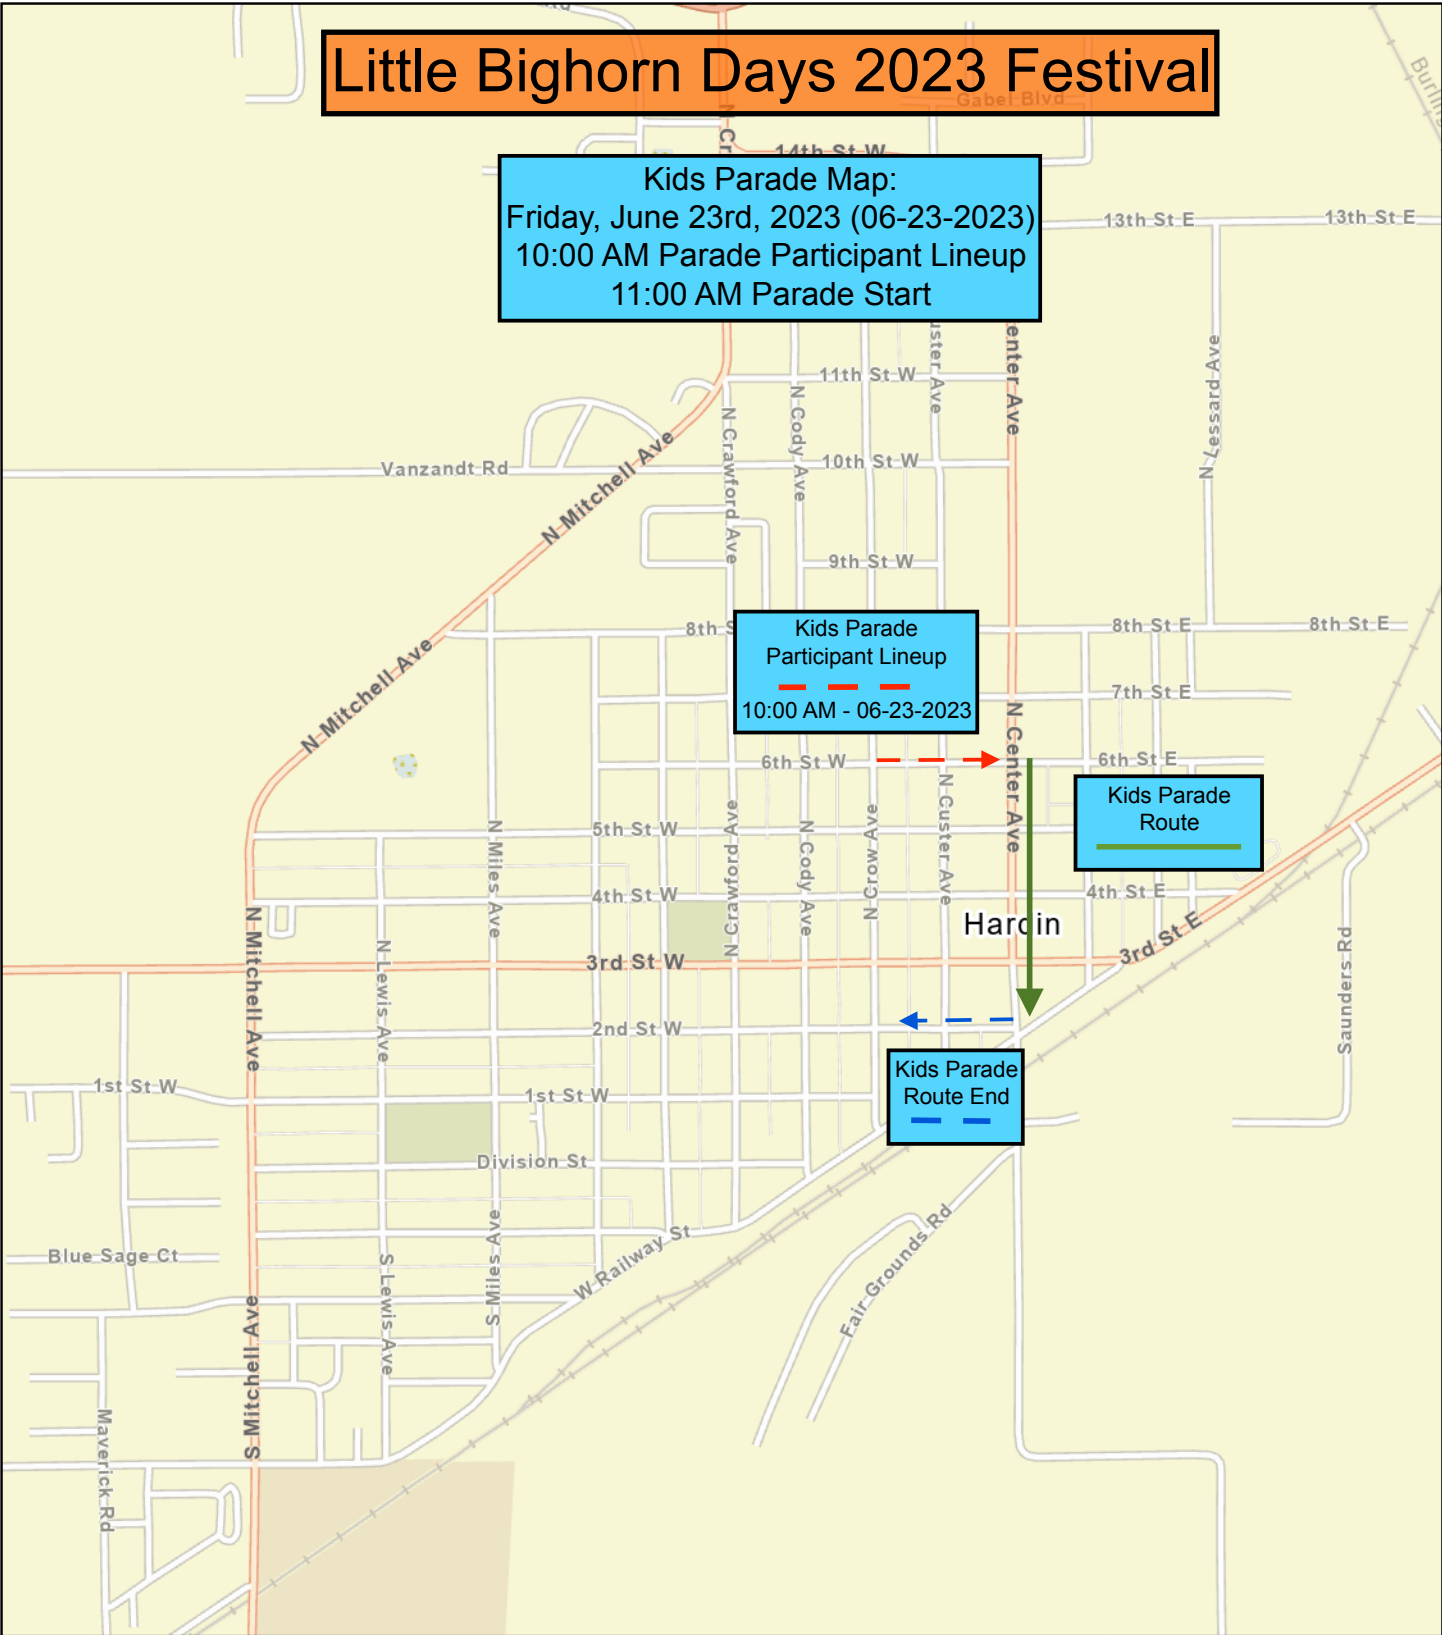 Little Bighorn Days 2023 Festival
Gabel Blvd
14th St W
Kids Parade Map:
Friday, June 23rd, 2023 (06-23-2023)
10:00 AM Parade Participant Lineup
11:00 AM Parade Start
13th St E
13th St E
11th St W
N Cody Ave
N Crawford Ave
N Lessard Ave
Vanzandt Rd
10th St W
N Mitchell Ave
9th St W
8th St E
8th St E
Kids Parade
Participant Lineup
10:00 AM - 06-23-2023
7th St E
N Mitchell Ave
N Center Ave
6th St W
6th St E
Kids Parade
Route
5th St W
N Miles Ave
N Crawford Ave
N Cody Ave
N Crow Ave
N Custer Ave
4th St W
4th St E
Hardin
N Mitchell Ave
N Lewis Ave
3rd St W
3rd St E
Saunders Rd
2nd St W
Kids Parade
Route End
1st St W
1st St W
Division St
Blue Sage Ct
S Lewis Ave
S Miles Ave
W Railway St
Fair Grounds Rd
S Mitchell Ave
Maverick Rd